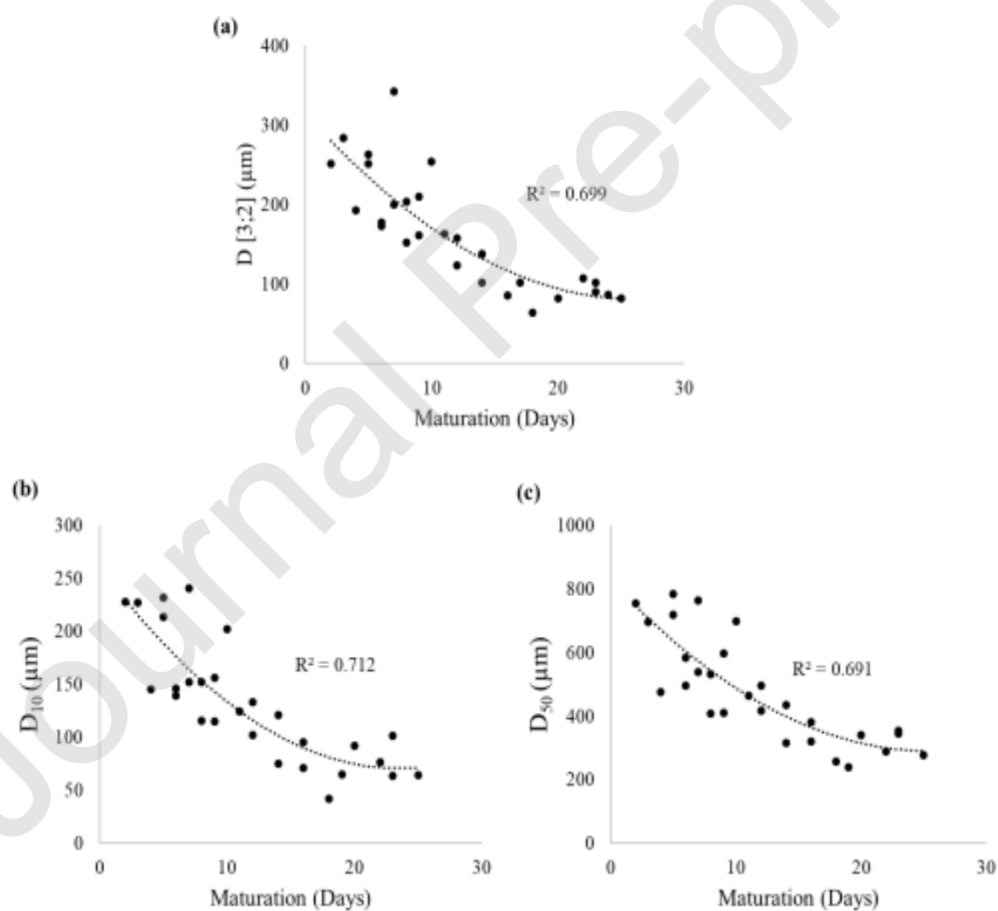 (a)
400
300
200
100
0
D [3;2] (µm)
R² = 0.699
0 10 20 30
Maturation (Days)
(b)
300
250
200
150
100
50
0
D₁₀ (µm)
R² = 0.712
0 10 20 30
Maturation (Days)
(c)
1000
800
600
400
200
0
D₅₀ (µm)
R² = 0.691
0 10 20 30
Maturation (Days)
Journal Pre-pr